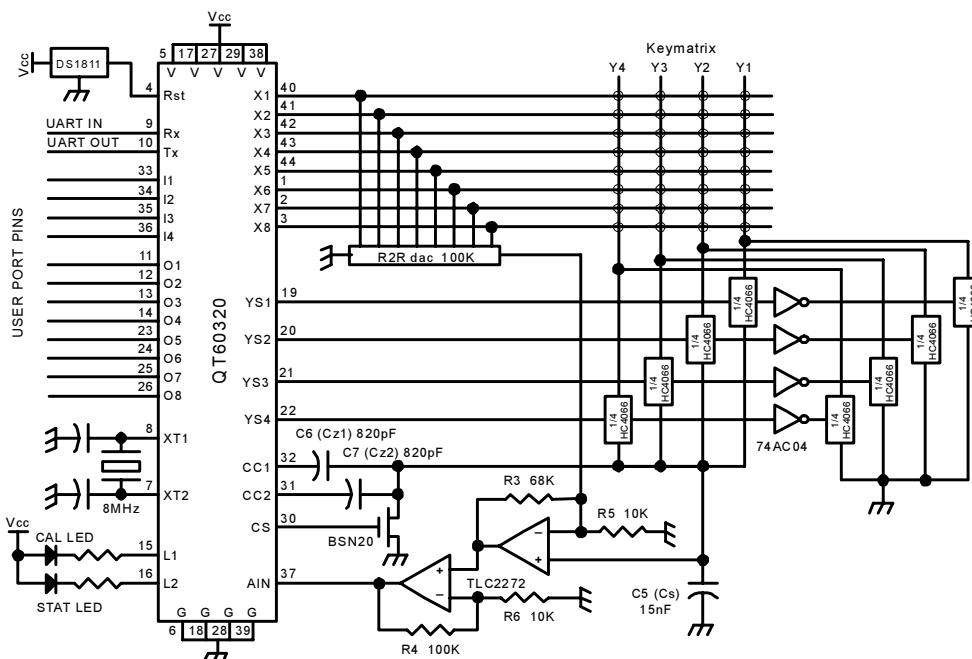 Vcc
5 17 27 29 38
V V V V V
Vcc
DS1811
Keymatrix
Y4 Y3 Y2 Y1
4 Rst
X1 40
X2 41
UART IN 9 Rx
X3 42
UART OUT 10 Tx
X4 43
X5 44
33 I1
X6 1
34 I2
X7 2
35 I3
X8 3
36 I4
R2R dac 100K
USER PORT PINS
11 O1
12 O2
13 O3
14 O4
23 O5
24 O6
25 O7
26 O8
QT60320
YS1 19
YS2 20
YS3 21
YS4 22
1/4 HC4066
1/4 HC4066
1/4 HC4066
1/4 HC4066
1/4
1/4 HC4066
1/4 HC4066
1/4 HC4066
74AC04
8 XT1
7 XT2
8MHz
C6 (Cz1) 820pF
C7 (Cz2) 820pF
CC1 32
CC2 31
CS 30
BSN20
R3 68K
R5 10K
- +
Vcc
CAL LED 15 L1
STAT LED 16 L2
AIN 37
+ -
TLC2272
R6 10K
R4 100K
C5 (Cs)
15nF
G G G G
6 18 28 39